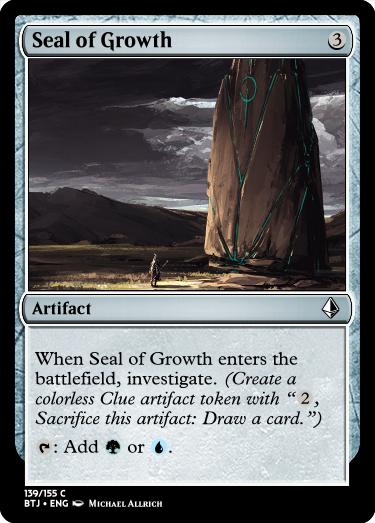 Seal of Growth 3
Artifact
When Seal of Growth enters the
battlefield, investigate. (Create a
colorless Clue artifact token with “ 2 ,
Sacrifice this artifact: Draw a card.”)
: Add or .
139/155 C
BTJ • ENG Michael Allrich